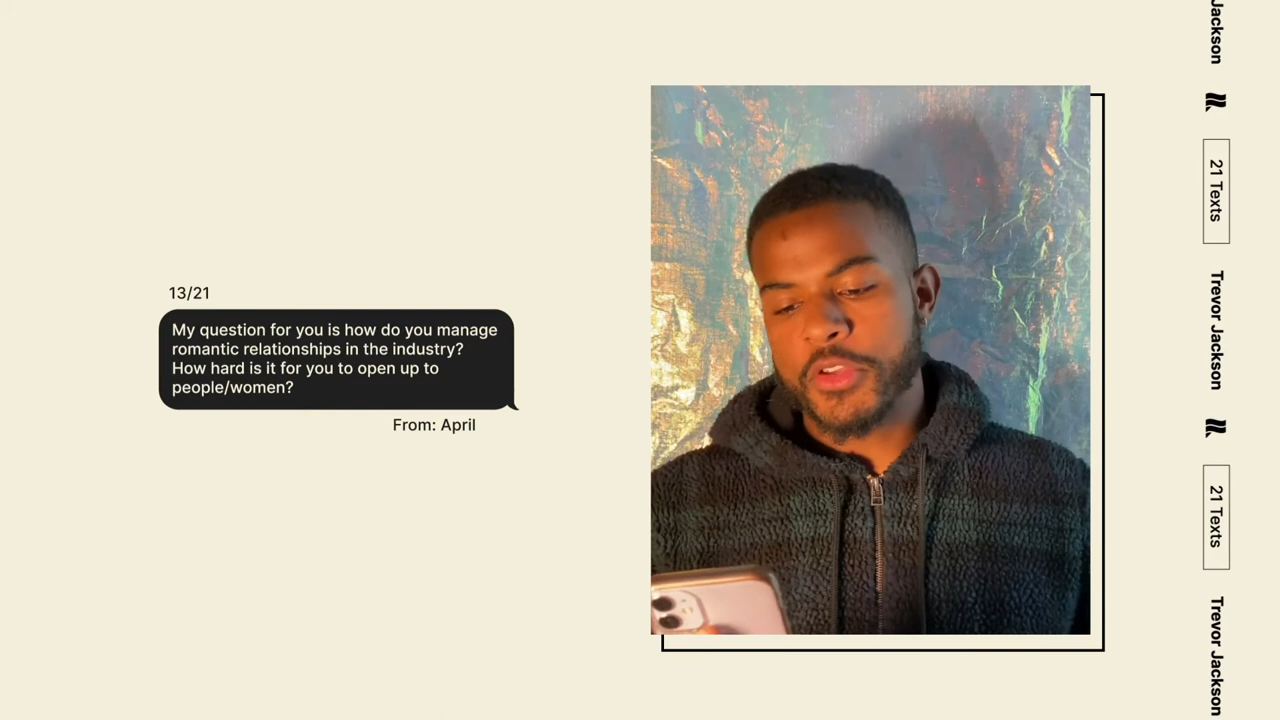 13/21
My question for you is how do you manage
romantic relationships in the industry?
How hard is it for you to open up to
people/women?
From: April
Jackson
21 Texts
Trevor Jackson
21 Texts
Trevor Jackson